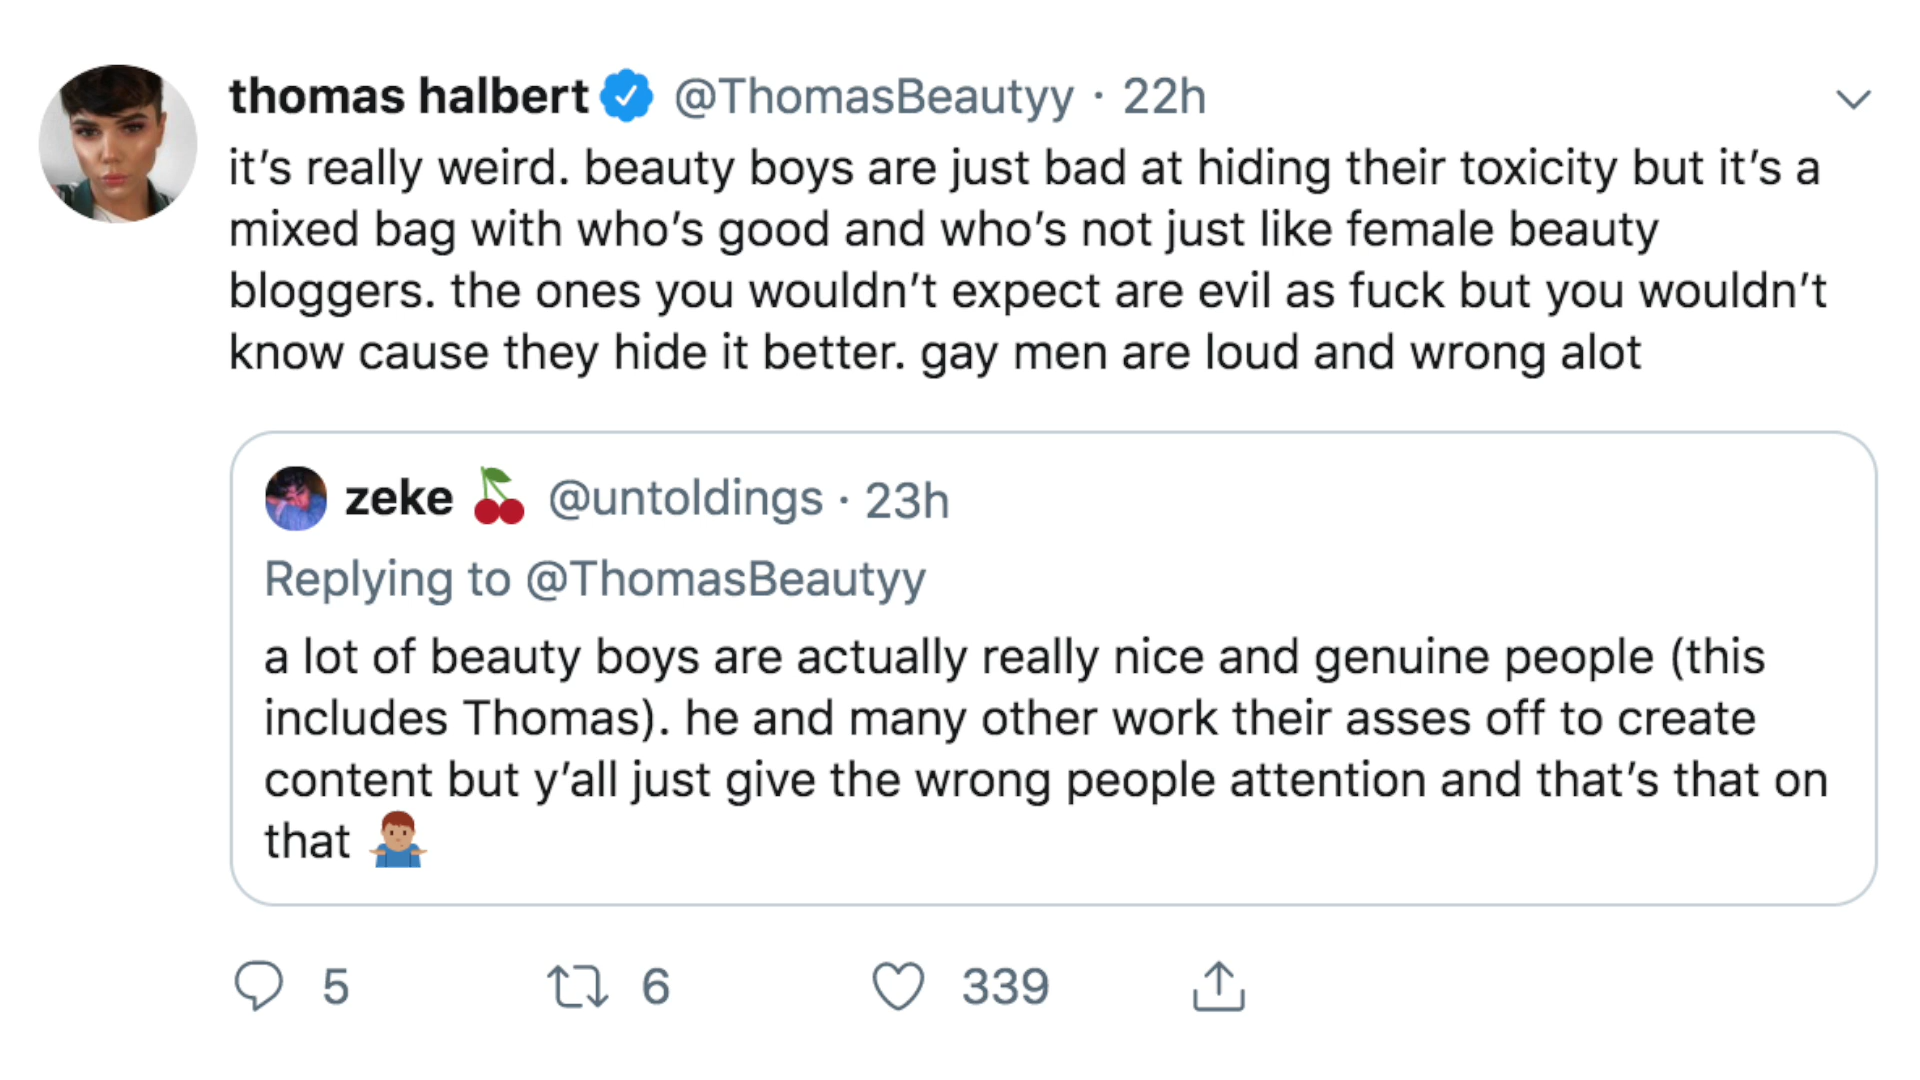 thomas halbert @ThomasBeautyy · 22h
it’s really weird. beauty boys are just bad at hiding their toxicity but it’s a
mixed bag with who’s good and who’s not just like female beauty
bloggers. the ones you wouldn’t expect are evil as fuck but you wouldn’t
know cause they hide it better. gay men are loud and wrong alot
zeke 🍒 @untoldings · 23h
Replying to @ThomasBeautyy
a lot of beauty boys are actually really nice and genuine people (this
includes Thomas). he and many other work their asses off to create
content but y’all just give the wrong people attention and that’s that on
that 🤷🏽‍♂️
5 6 339